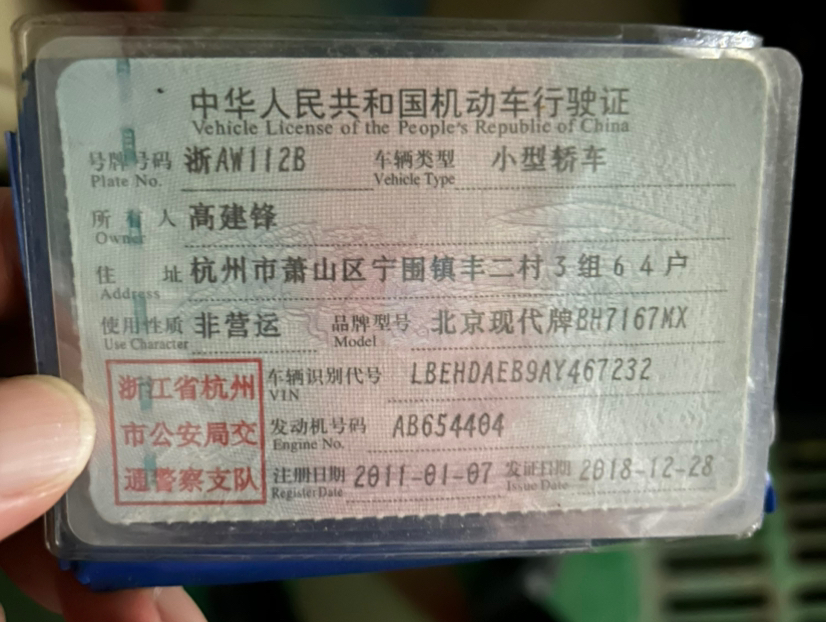 中华人民共和国机动车行驶证
Vehicle License of the People's Republic of China
号牌号码 浙AW112B 车辆类型 小型轿车
Plate No. Vehicle Type
所有人 高建锋
Owner
住址 杭州市萧山区宁围镇丰二村3组64户
Address
使用性质 非营运 品牌型号 北京现代牌BH7167MX
Use Character Model
浙江省杭州 车辆识别代号 LBEHDAEB9AY467232
VIN
市公安局交 发动机号码 AB654404
Engine No.
通警察支队 注册日期 2011-01-07 发证日期 2018-12-28
Register Date Issue Date